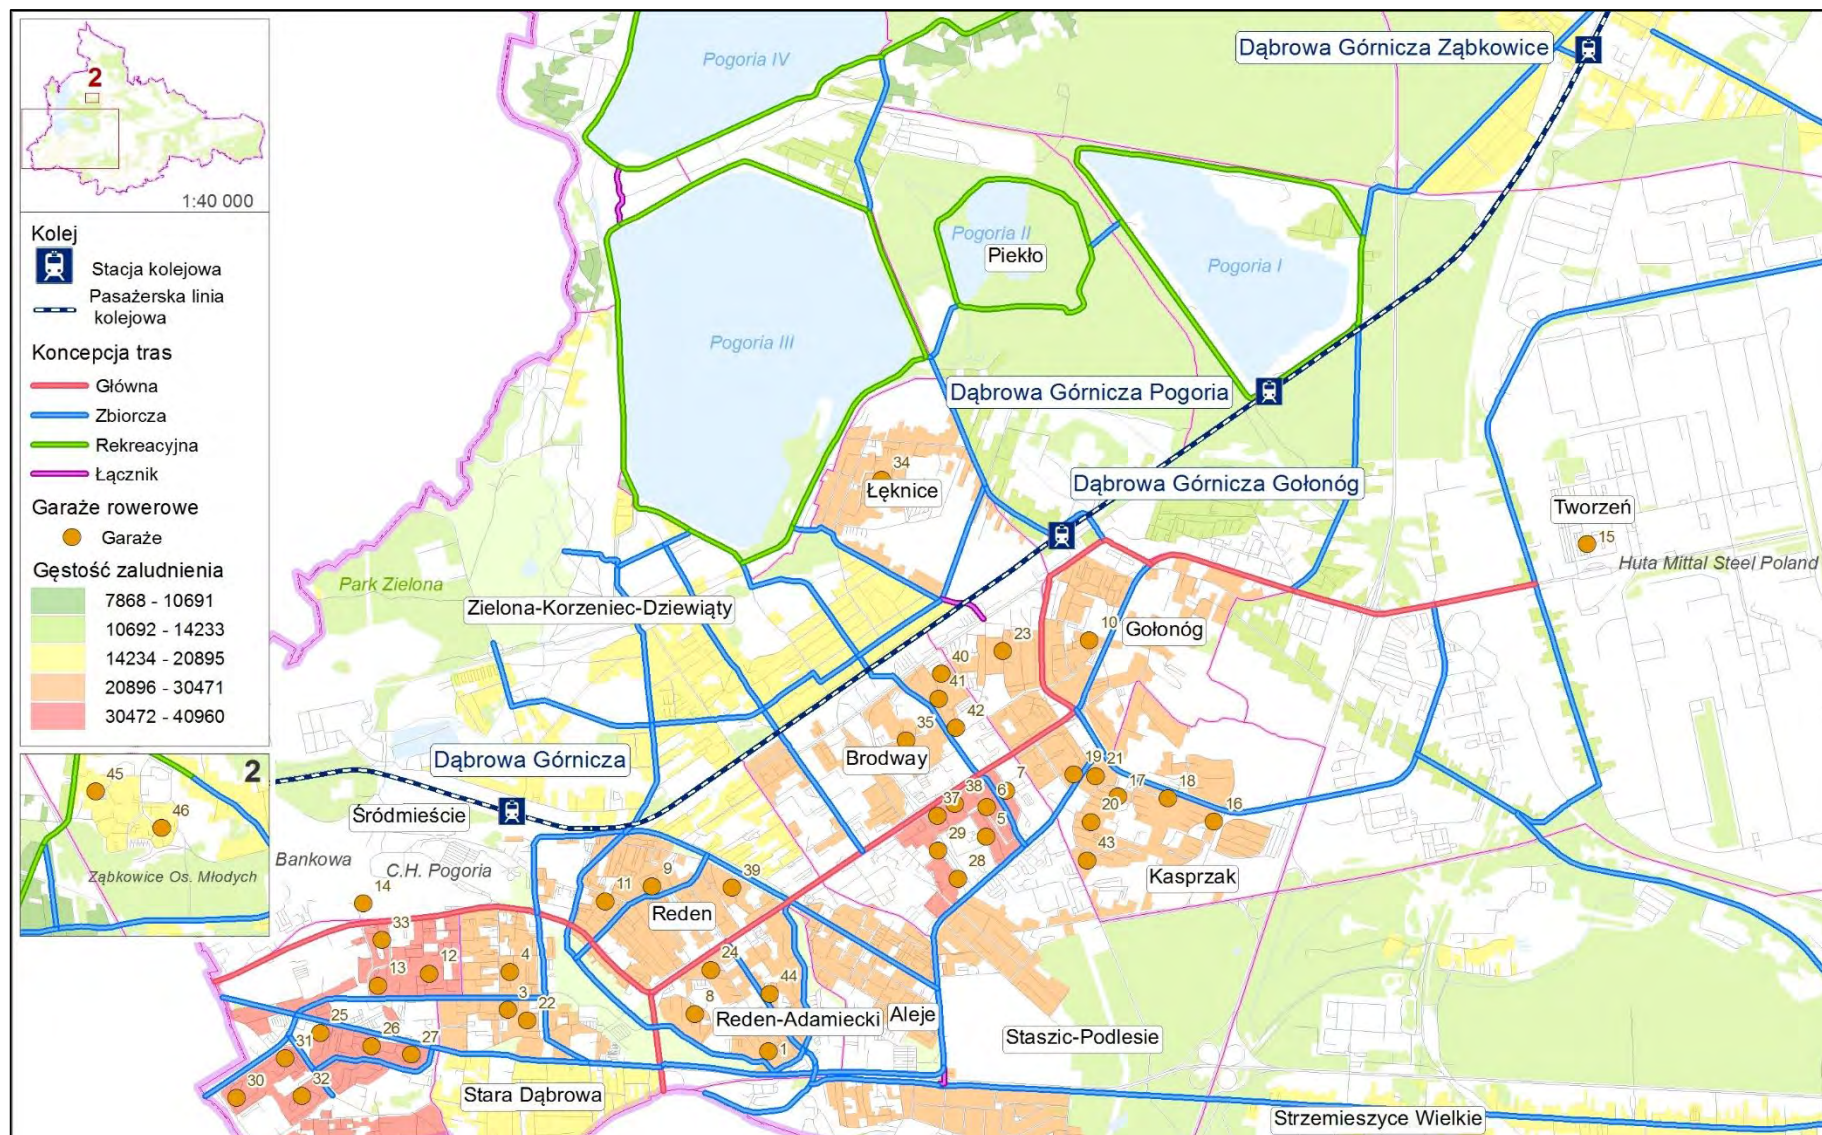 2
1:40 000
Kolej
Stacja kolejowa
Pasażerska linia
kolejowa
Koncepcja tras
Główna
Zbiorcza
Rekreacyjna
Łącznik
Garaże rowerowe
Garaże
Gęstość zaludnienia
7868 - 10691
10692 - 14233
14234 - 20895
20896 - 30471
30472 - 40960
2
45
46
Ząbkowice Os. Młodych
Pogoria IV
Dąbrowa Górnicza Ząbkowice
Pogoria II
Piekło
Pogoria I
Pogoria III
Dąbrowa Górnicza Pogoria
34
Łęknice
Dąbrowa Górnicza Gołonóg
Tworzeń
15
Huta Mittal Steel Poland
Park Zielona
Zielona-Korzeniec-Dziewiąty
10
Gołonóg
23
40
41
42
35
Brodway
Dąbrowa Górnicza
Śródmieście
19
21
17
18
16
20
43
Kasprzak
7
6
38
37
5
29
28
Bankowa
C.H. Pogoria
14
9
39
11
Reden
33
12
13
4
3
22
24
44
8
Reden-Adamiecki
Aleje
1
Staszic-Podlesie
25
26
27
31
30
32
Stara Dąbrowa
Strzemieszyce Wielkie